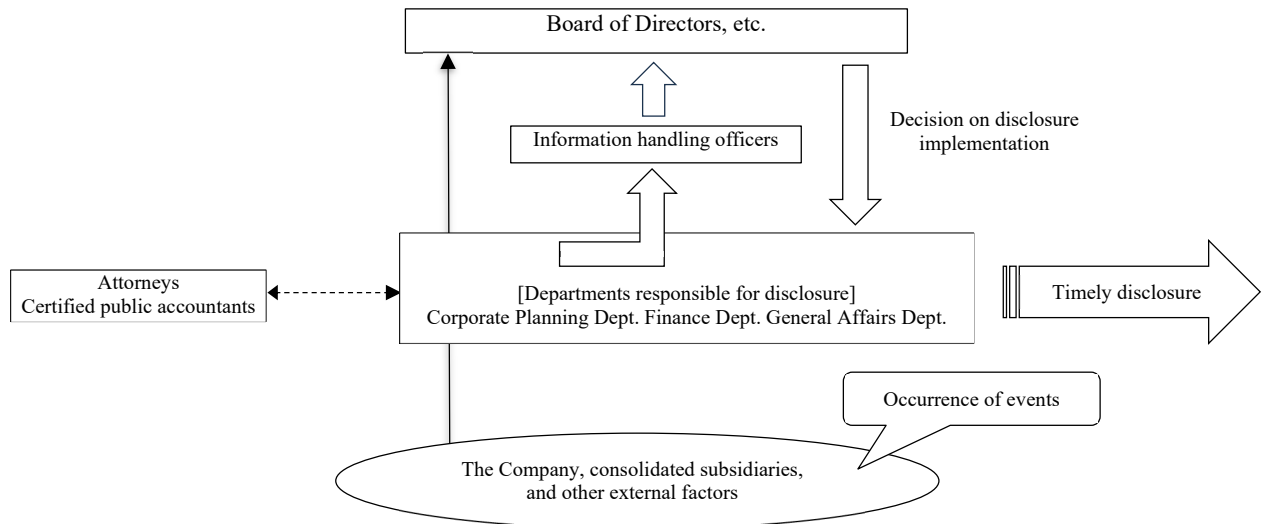 Board of Directors, etc.
Information handling officers
Decision on disclosure
implementation
Attorneys
Certified public accountants
[Departments responsible for disclosure]
Corporate Planning Dept. Finance Dept. General Affairs Dept.
Timely disclosure
Occurrence of events
The Company, consolidated subsidiaries,
and other external factors